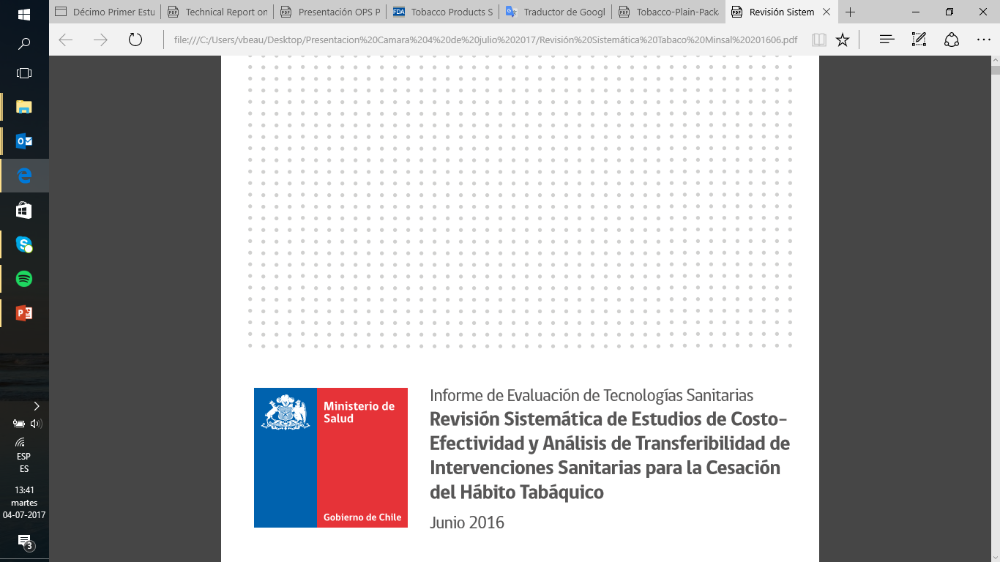 Décimo Primer Estu
Technical Report on
Presentación OPS P
FDA
Tobacco Products S
Traductor de Googl
Tobacco-Plain-Pack
Revisión Sistem
file:///C:/Users/vbeau/Desktop/Presentacion%20Camara%204%20de%20julio%202017/Revisión%20Sistemática%20Tabaco%20Minsal%201606.pdf
Ministerio de
Salud
Gobierno de Chile
Informe de Evaluación de Tecnologías Sanitarias
Revisión Sistemática de Estudios de Costo-
Efectividad y Análisis de Transferibilidad de
Intervenciones Sanitarias para la Cesación
del Hábito Tabáquico
Junio 2016
ESP
ES
13:41
martes
04-07-2017
3